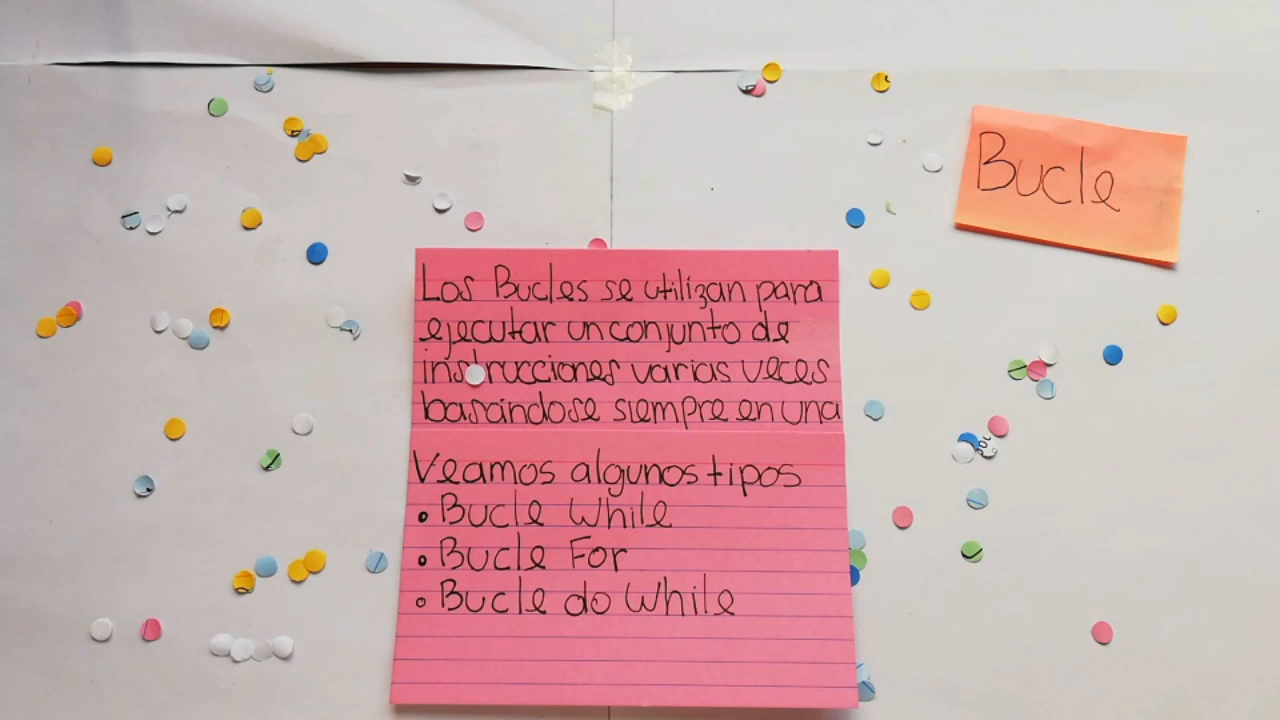 Bucle
Los Bucles se utilizan para
ejecutar un conjunto de
instrucciones varias veces
basándose siempre en una
Veamos algunos tipos
• Bucle While
• Bucle For
• Bucle do While